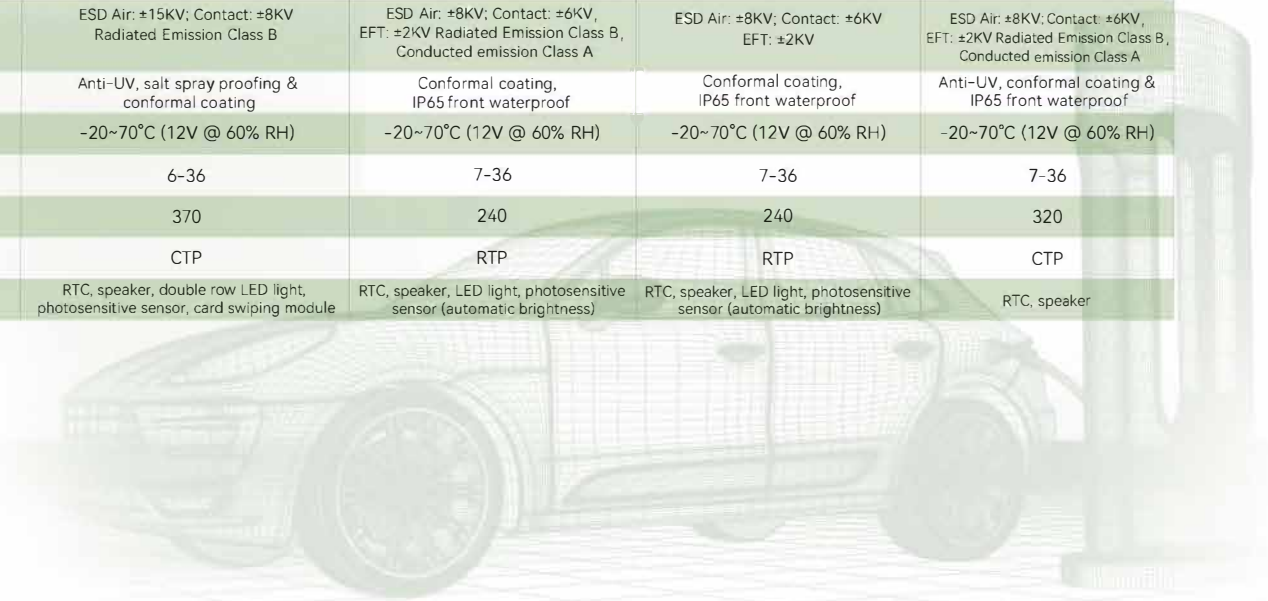 ESD Air: ±15KV; Contact: ±8KV
Radiated Emission Class B
ESD Air: ±8KV; Contact: ±6KV,
EFT: ±2KV Radiated Emission Class B,
Conducted emission Class A
ESD Air: ±8KV; Contact: ±6KV
EFT: ±2KV
ESD Air: ±8KV; Contact: ±6KV,
EFT: ±2KV Radiated Emission Class B,
Conducted emission Class A
Anti-UV, salt spray proofing &
conformal coating
Conformal coating,
IP65 front waterproof
Conformal coating,
IP65 front waterproof
Anti-UV, conformal coating &
IP65 front waterproof
-20~70°C (12V @ 60% RH)
-20~70°C (12V @ 60% RH)
-20~70°C (12V @ 60% RH)
-20~70°C (12V @ 60% RH)
6-36
7-36
7-36
7-36
370
240
240
320
CTP
RTP
RTP
CTP
RTC, speaker, double row LED light,
photosensitive sensor, card swiping module
RTC, speaker, LED light, photosensitive
sensor (automatic brightness)
RTC, speaker, LED light, photosensitive
sensor (automatic brightness)
RTC, speaker